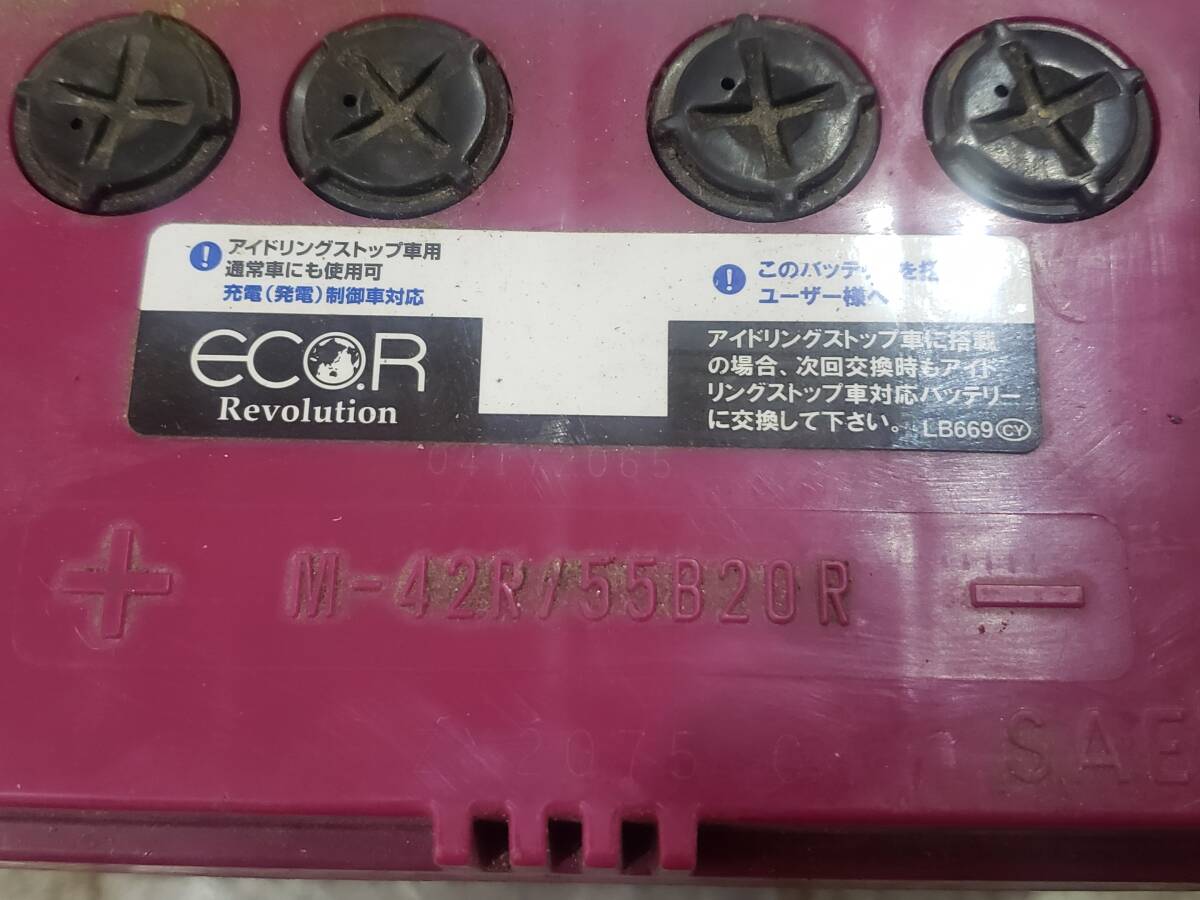 アイドリングストップ車用
通常車にも使用可
充電(発電)制御車対応
ECO.R
Revolution
このバッテリーを搭
ユーザー様へ
アイドリングストップ車に搭載
の場合、次回交換時もアイド
リングストップ車対応バッテリー
に交換して下さい。 LB669 CY
M-42R/55B20R
2075
SAE